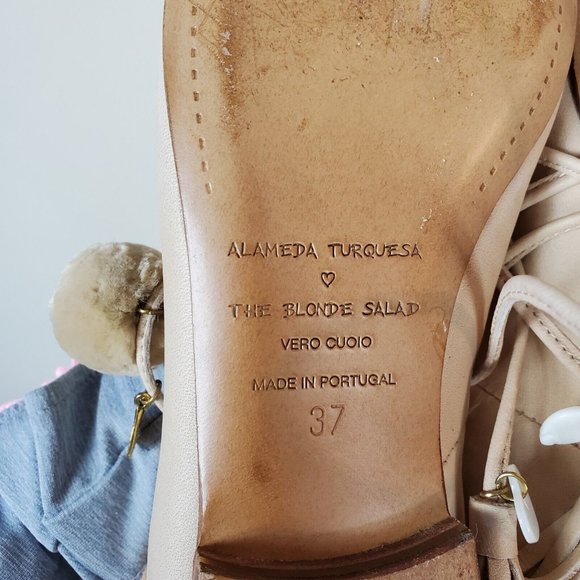 ALAMEDA TURQUESA
♡
THE BLONDE SALAD
VERO CUOIO
MADE IN PORTUGAL
37